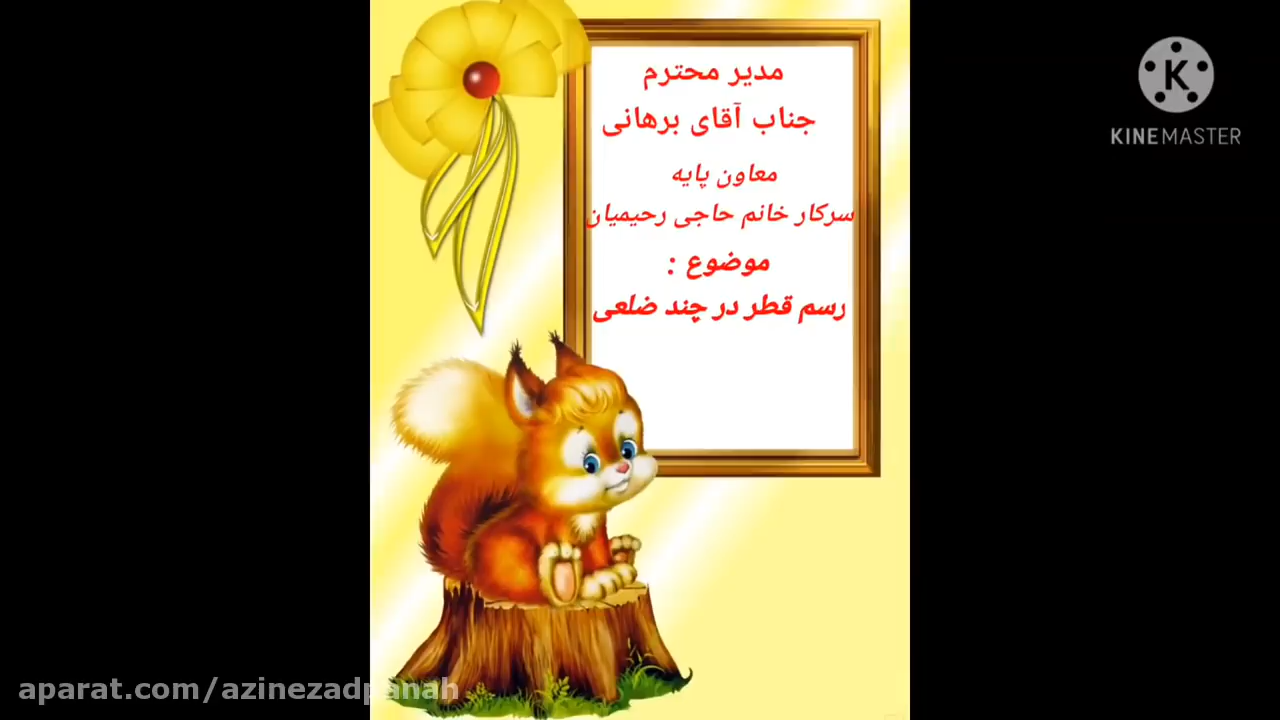 مدیر محترم
جناب آقای برهانی
معاون پایه
سرکار خانم حاجی رحیمیان
موضوع :
رسم قطر در چند ضلعی
K
KINEMASTER
aparat.com/azinezadpanah